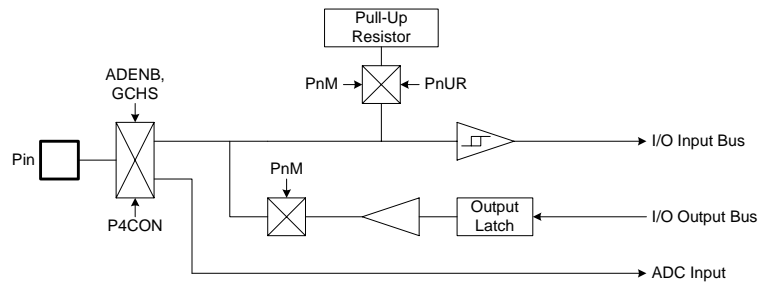 Pull-Up
Resistor
ADENB,
GCHS
PnM
PnUR
Pin
I/O Input Bus
PnM
P4CON
Output
Latch
I/O Output Bus
ADC Input